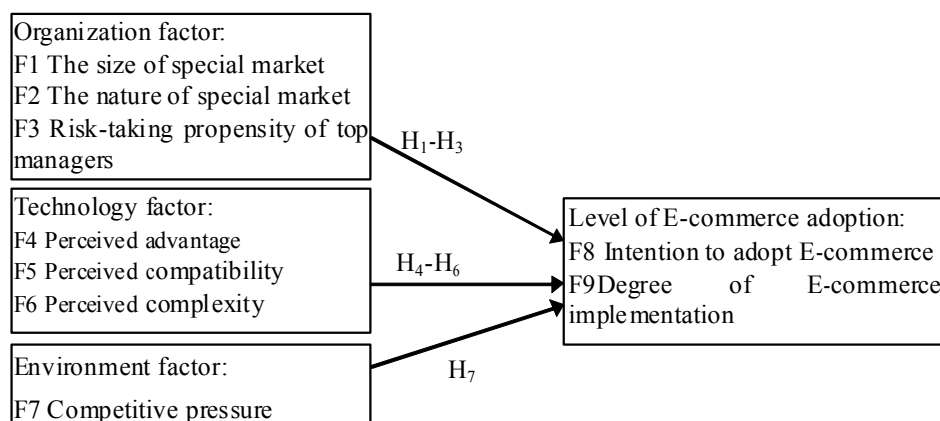 Organization factor:
F1 The size of special market
F2 The nature of special market
F3 Risk-taking propensity of top
managers
H1-H3
Technology factor:
F4 Perceived advantage
F5 Perceived compatibility
F6 Perceived complexity
H4-H6
Environment factor:
F7 Competitive pressure
H7
Level of E-commerce adoption:
F8 Intention to adopt E-commerce
F9Degree of E-commerce
implementation